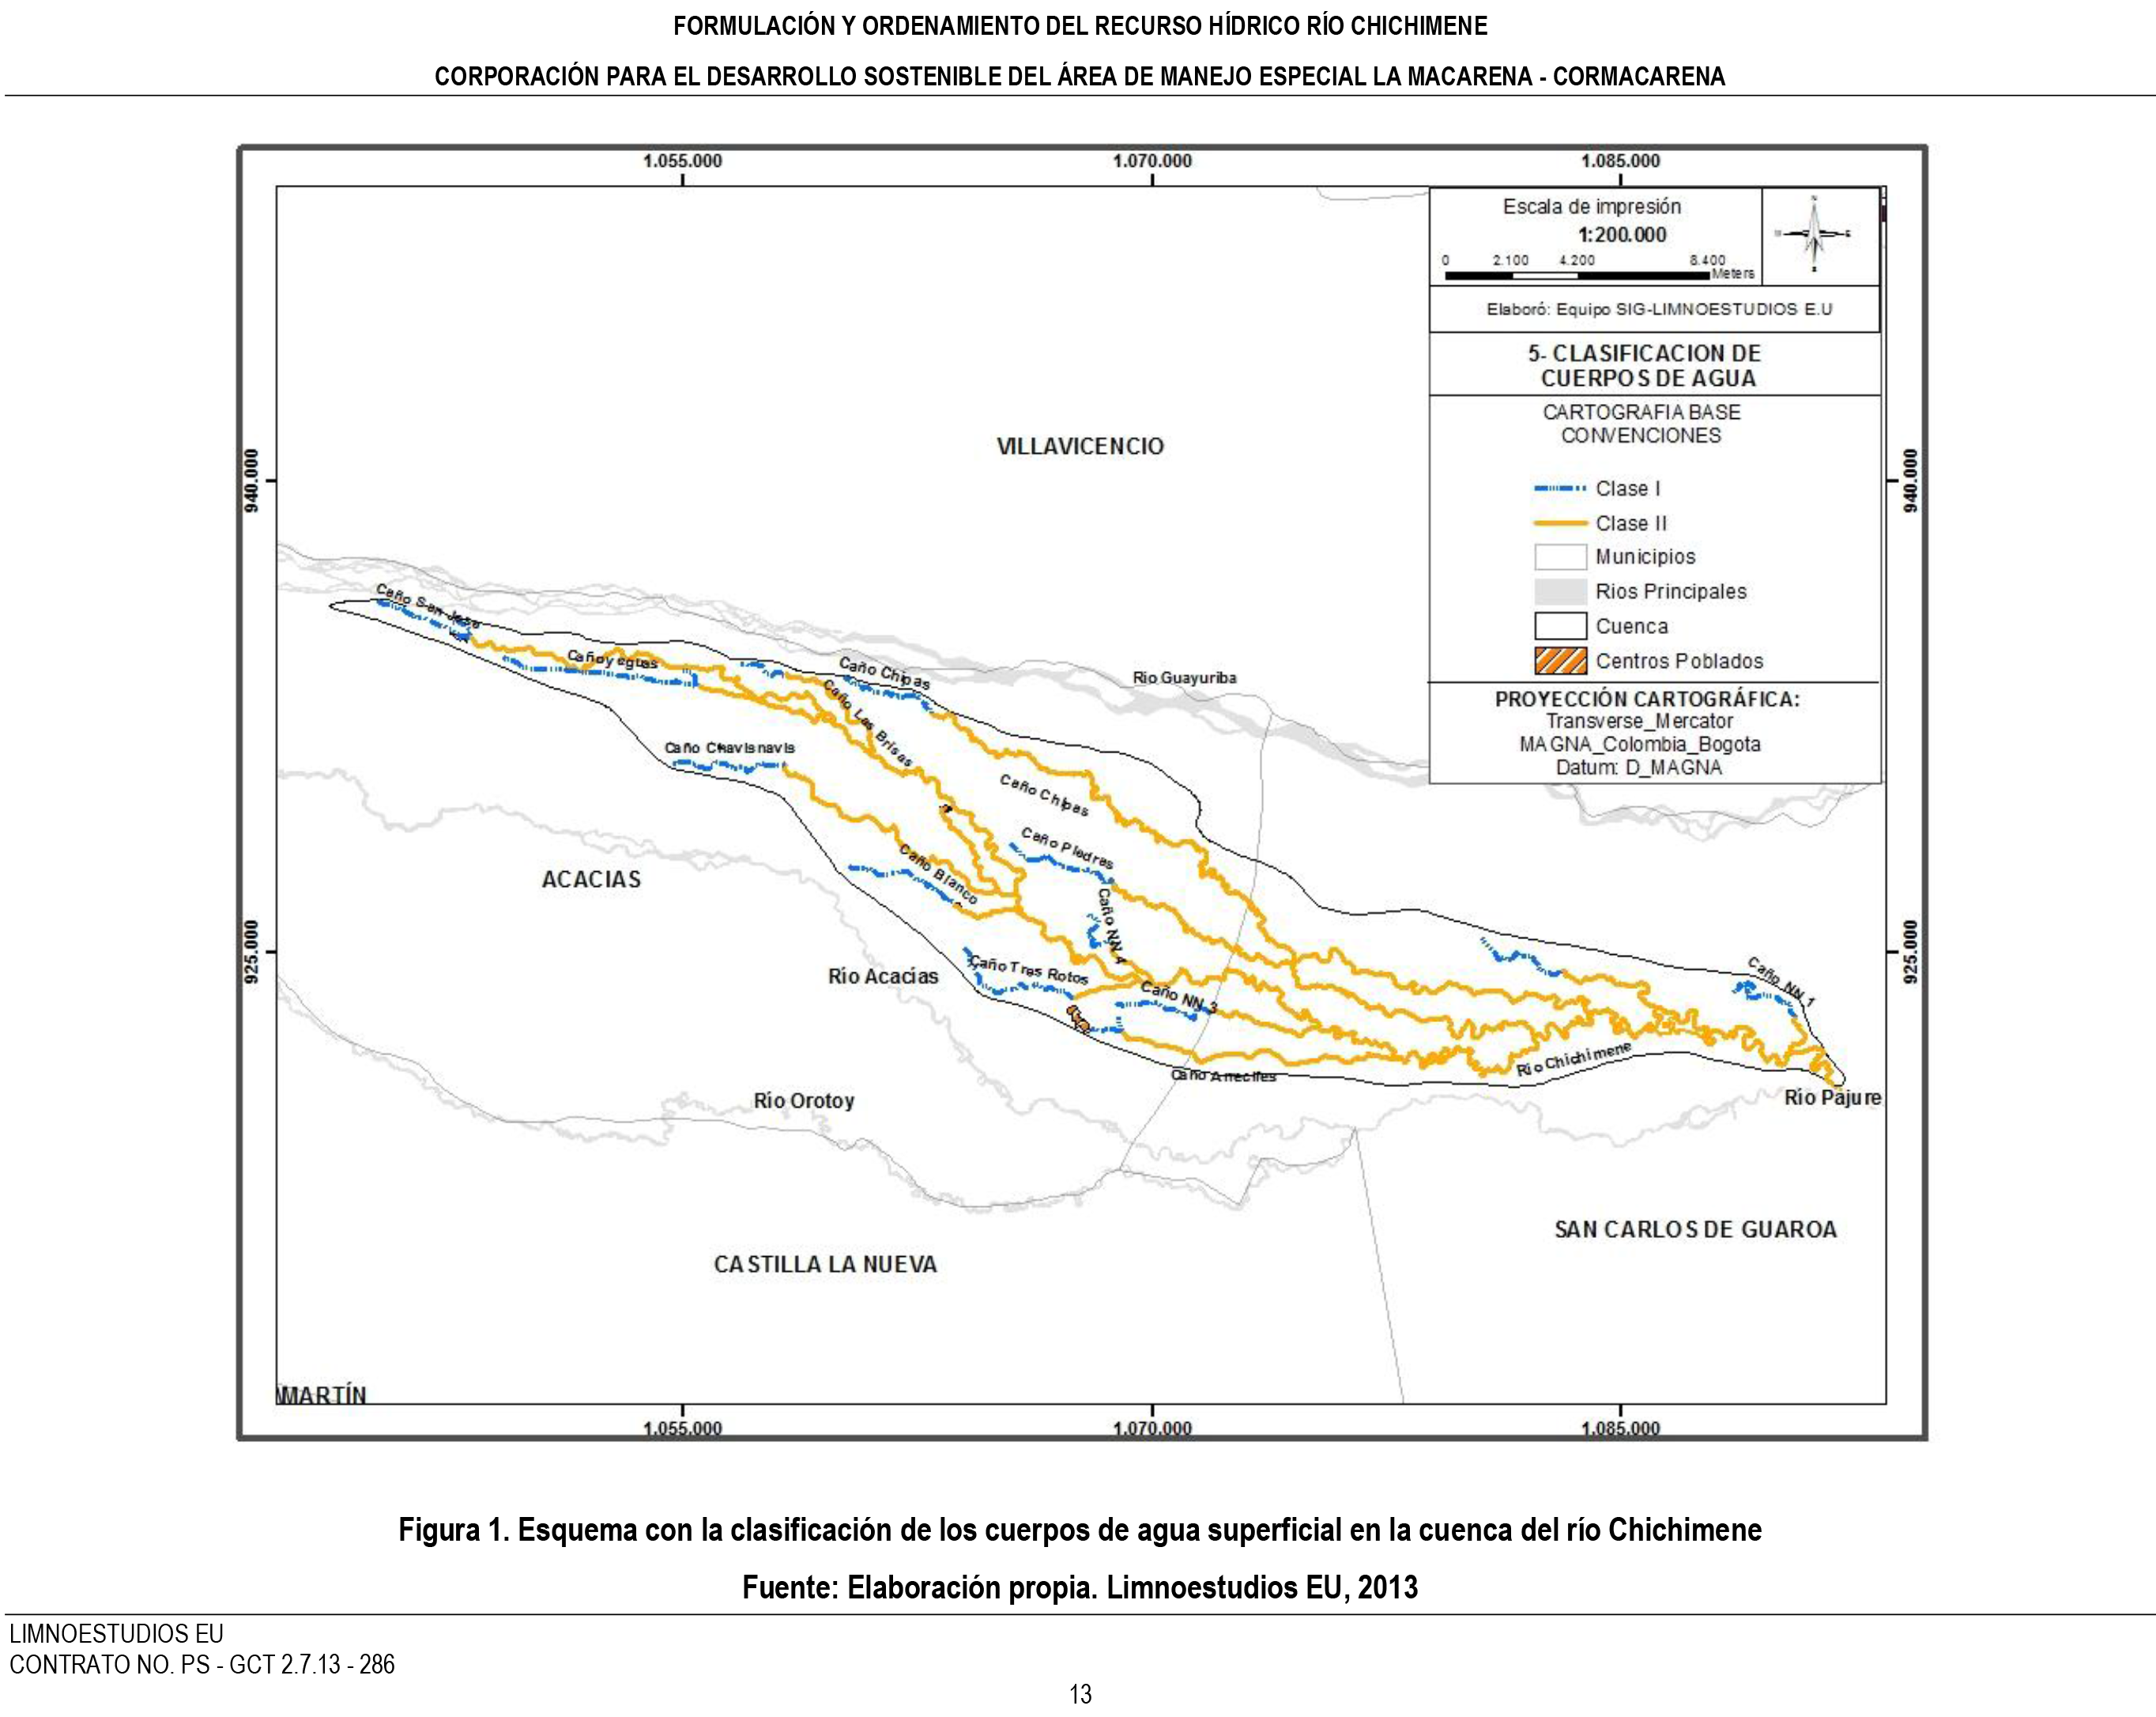 FORMULACIÓN Y ORDENAMIENTO DEL RECURSO HÍDRICO RÍO CHICHIMENE
CORPORACIÓN PARA EL DESARROLLO SOSTENIBLE DEL ÁREA DE MANEJO ESPECIAL LA MACARENA - CORMACARENA
1.055.000
1.070.000
1.085.000
Escala de impresión
1:200.000
0 2.100 4.200 8.400
Meters
Elaboró: Equipo SIG-LIMNOESTUDIOS E.U
5- CLASIFICACION DE
CUERPOS DE AGUA
CARTOGRAFIA BASE
CONVENCIONES
Clase I
Clase II
Municipios
Rios Principales
Cuenca
Centros Poblados
PROYECCIÓN CARTOGRÁFICA:
Transverse_Mercator
MAGNA_Colombia_Bogota
Datum: D_MAGNA
940.000
940.000
VILLAVICENCIO
Caño San José
Caño yeguas
Caño Chipas
Rio Guayuriba
Caño Las Brisas
Caño Chavisnavis
Caño Chipas
Caño Piedras
Caño Blanco
ACACIAS
Caño NN 4
925.000
925.000
Río Acacías
Caño Tres Rotos
Caño NN 3
Caño NN 1
Río Chichimene
Caño Arrecifes
Río Orotoy
Río Pajure
SAN CARLOS DE GUAROA
CASTILLA LA NUEVA
MARTÍN
1.055.000
1.070.000
1.085.000
Figura 1. Esquema con la clasificación de los cuerpos de agua superficial en la cuenca del río Chichimene
Fuente: Elaboración propia. Limnoestudios EU, 2013
LIMNOESTUDIOS EU
CONTRATO NO. PS - GCT 2.7.13 - 286
13